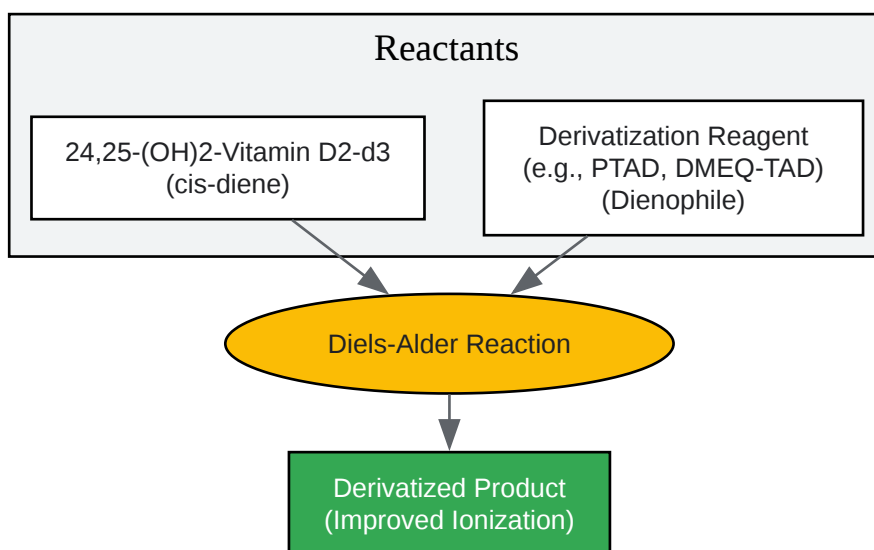 Reactants
24,25-(OH)2-Vitamin D2-d3
(cis-diene)
Derivatization Reagent
(e.g., PTAD, DMEQ-TAD)
(Dienophile)
Diels-Alder Reaction
Derivatized Product
(Improved Ionization)